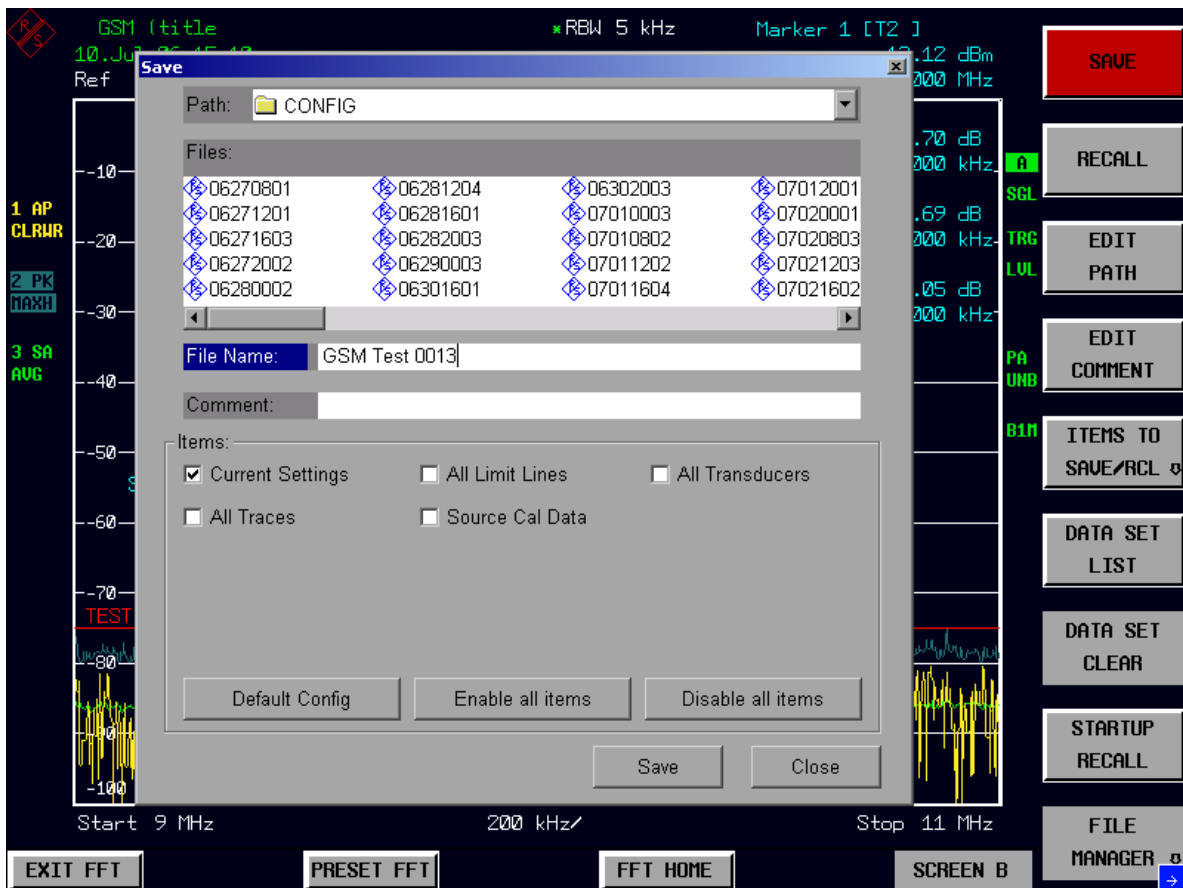 R
S
GSM (title
*RBW 5 kHz
Marker 1 [T2 ]
.12 dBm
Ref
000 MHz
.70 dB
000 kHz
.69 dB
000 kHz
.05 dB
000 kHz
1 AP
CLRWR
2 PK
MAXH
3 SA
AVG
-10
-20
-30
-40
-50
-60
-70
TEST
-80
-90
-100
A
SGL
TRG
LVL
PA
UNB
B1M
Save
Path: CONFIG
Files:
06270801 06281204 06302003 07012001
06271201 06281601 07010003 07020001
06271603 06282003 07010802 07020803
06272002 06290003 07011202 07021203
06280002 06301601 07011604 07021602
File Name: GSM Test 0013
Comment:
Items:
Current Settings All Limit Lines All Transducers
All Traces Source Cal Data
Default Config Enable all items Disable all items
Save Close
Start 9 MHz 200 kHz/ Stop 11 MHz
SAVE
RECALL
EDIT
PATH
EDIT
COMMENT
ITEMS TO
SAVE/RCL
DATA SET
LIST
DATA SET
CLEAR
STARTUP
RECALL
FILE
MANAGER
EXIT FFT PRESET FFT FFT HOME SCREEN B